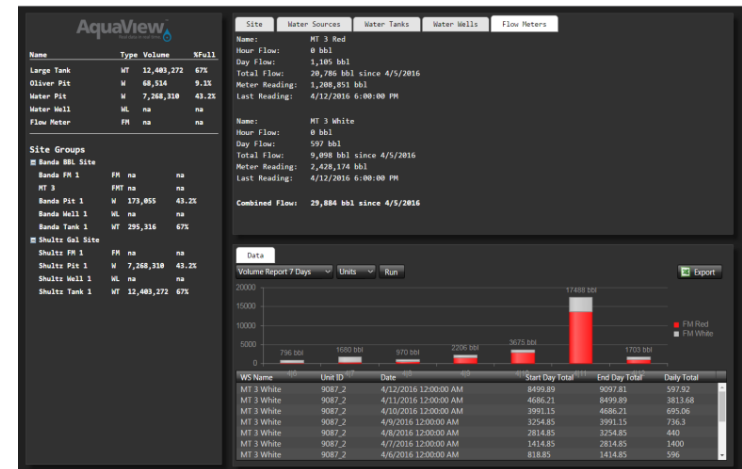 AquaView
Name Type Volume %Full
Large Tank WT 12,403,272 67%
Oliver Pit W 68,514 9.1%
Water Pit W 7,268,310 43.2%
Water Well WL na na
Flow Meter FM na na
Site Groups
Banda BBL Site
Banda FM 1 FM na na
MT 3 FMT na na
Banda Pit 1 W 173,055 43.2%
Banda Well 1 WL na na
Banda Tank 1 WT 295,316 67%
Shultz Gal Site
Shultz FM 1 FM na na
Shultz Pit 1 W 7,268,310 43.2%
Shultz Well 1 WL na na
Shultz Tank 1 WT 12,403,272 67%
Site Water Sources Water Tanks Water Wells Flow Meters
Name: MT 3 Red
Hour Flow: 0 bbl
Day Flow: 1,105 bbl
Total Flow: 20,786 bbl since 4/5/2016
Meter Reading: 1,208,851 bbl
Last Reading: 4/12/2016 6:00:00 PM
Name: MT 3 White
Hour Flow: 0 bbl
Day Flow: 597 bbl
Total Flow: 9,098 bbl since 4/5/2016
Meter Reading: 2,428,174 bbl
Last Reading: 4/12/2016 6:00:00 PM
Combined Flow: 29,884 bbl since 4/5/2016
Data
Volume Report 7 Days Units Run Export
20000
15000
10000
5000
0
796 bbl 1680 bbl 970 bbl 2206 bbl 3675 bbl 17488 bbl 1703 bbl
FM Red
FM White
WS Name Unit ID Date Start Day Total End Day Total Daily Total
MT 3 White 9087_2 4/12/2016 12:00:00 AM 8499.89 9097.81 597.92
MT 3 White 9087_2 4/11/2016 12:00:00 AM 4686.21 8499.89 3813.68
MT 3 White 9087_2 4/10/2016 12:00:00 AM 3991.15 4686.21 695.06
MT 3 White 9087_2 4/9/2016 12:00:00 AM 3254.85 3991.15 736.3
MT 3 White 9087_2 4/8/2016 12:00:00 AM 2814.85 3254.85 440
MT 3 White 9087_2 4/7/2016 12:00:00 AM 1414.85 2814.85 1400
MT 3 White 9087_2 4/6/2016 12:00:00 AM 818.85 1414.85 596